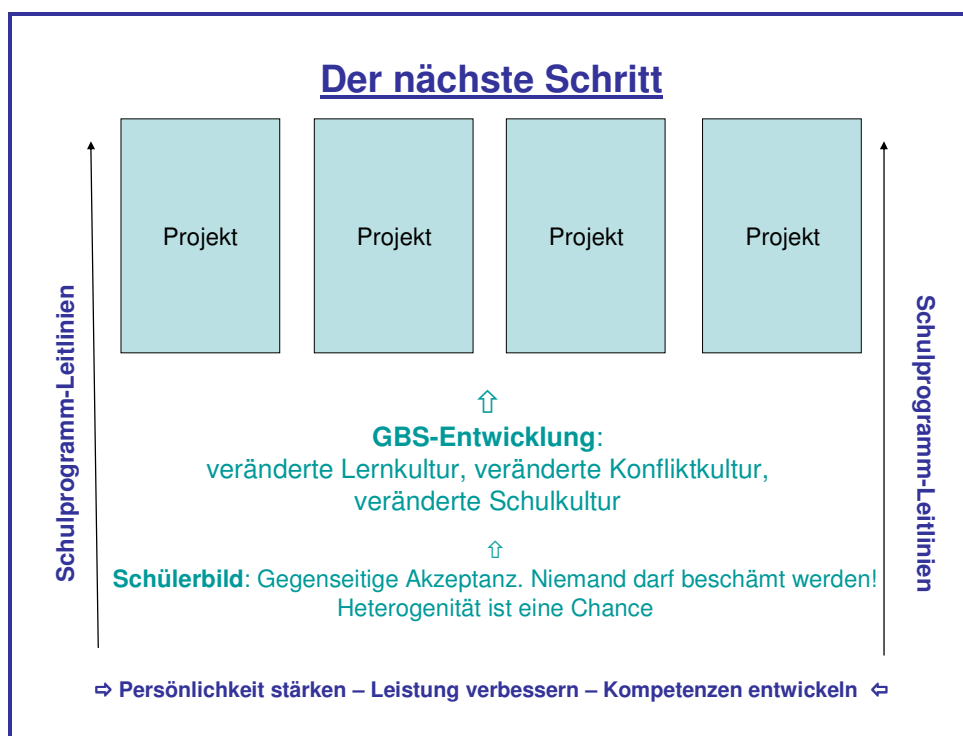 Der nächste Schritt
Projekt
Projekt
Projekt
Projekt
Schulprogramm-Leitlinien
Schulprogramm-Leitlinien
⇧
GBS-Entwicklung:
veränderte Lernkultur, veränderte Konfliktkultur,
veränderte Schulkultur
⇧
Schülerbild: Gegenseitige Akzeptanz. Niemand darf beschämt werden!
Heterogenität ist eine Chance
⇨ Persönlichkeit stärken – Leistung verbessern – Kompetenzen entwickeln ⇦